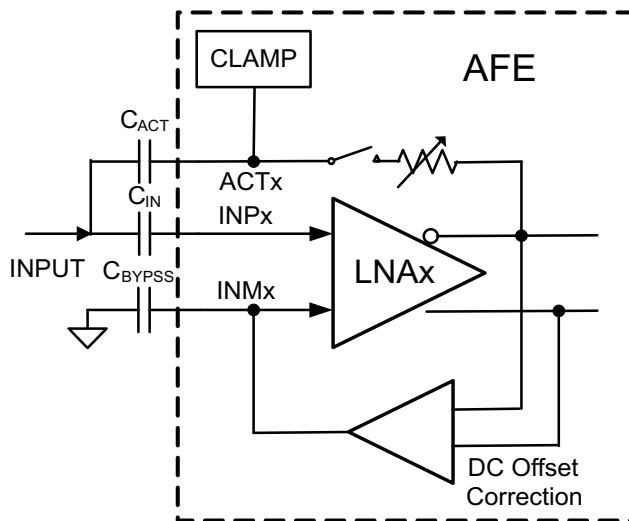 CLAMP
AFE
C_ACT
ACTx
C_IN
INPx
INPUT
LNAx
C_BYPSS
INMx
DC Offset
Correction